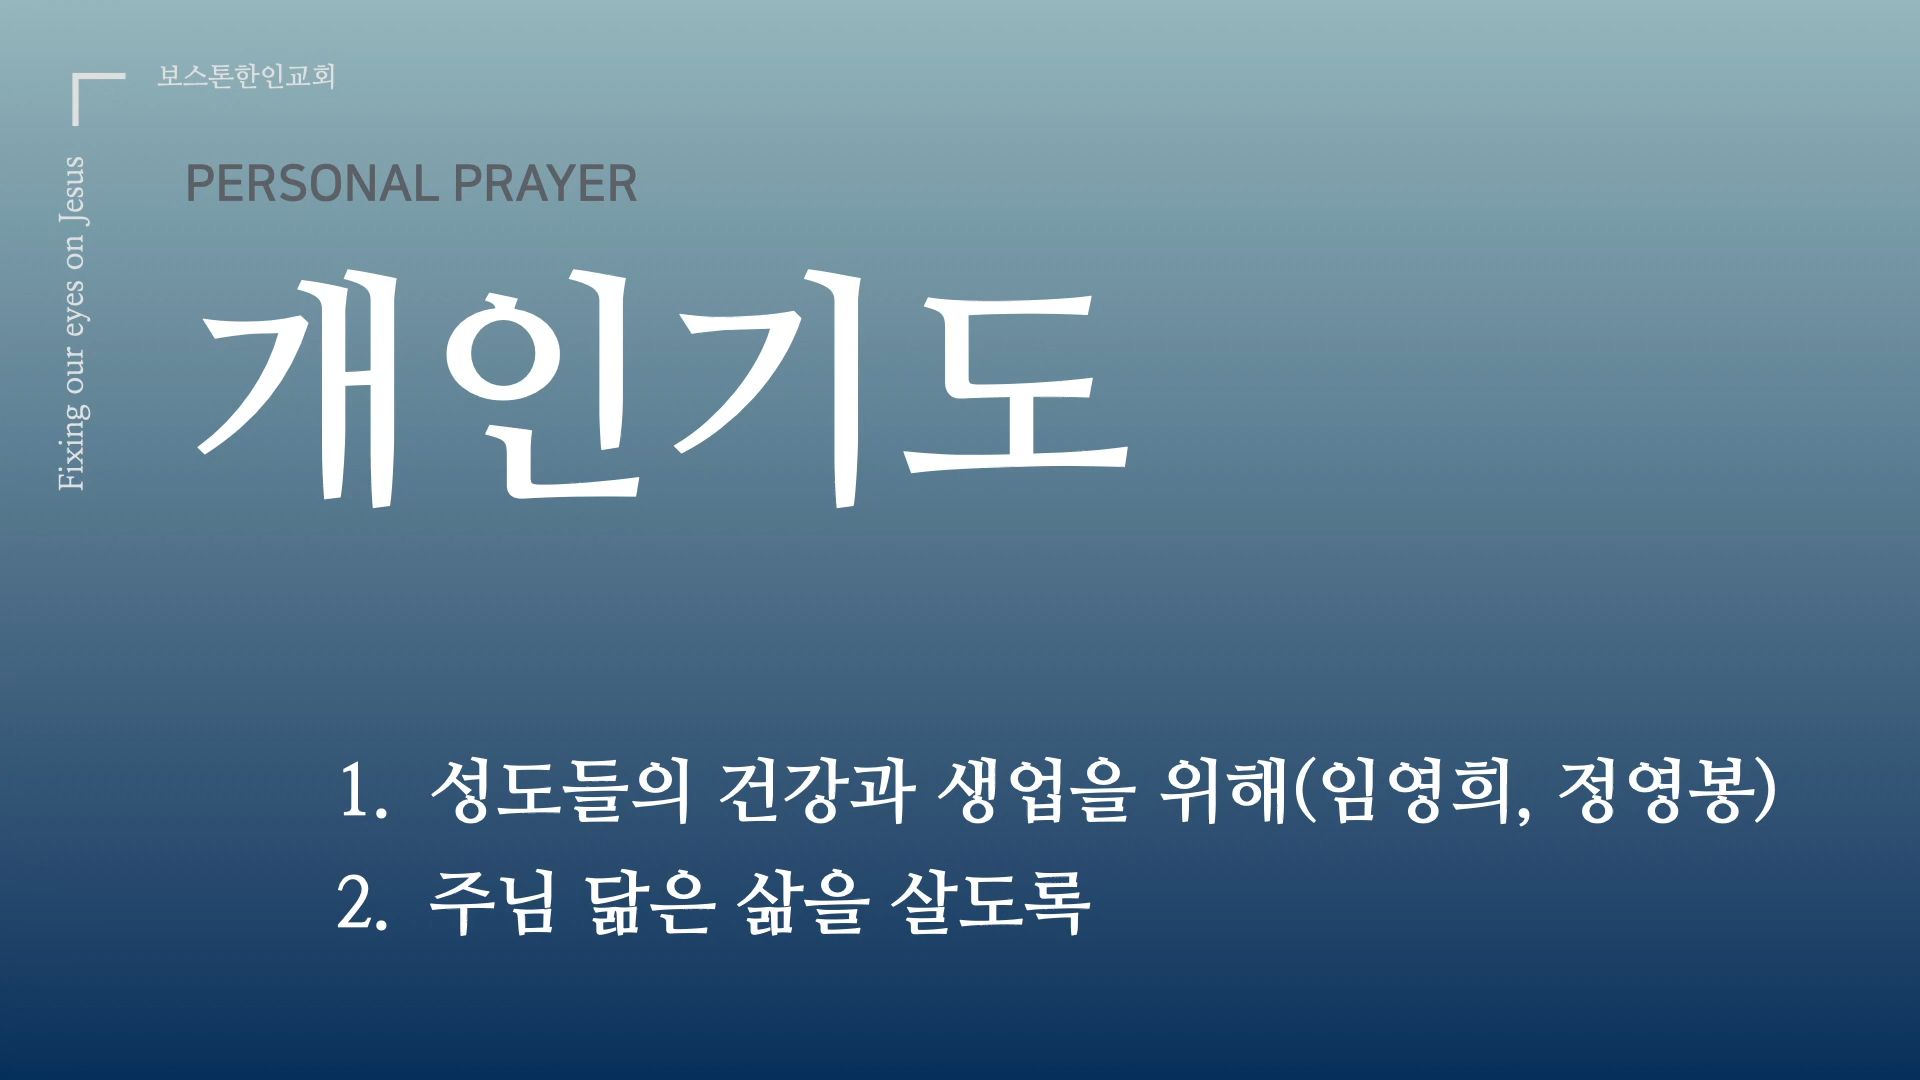 보스톤한인교회
Fixing our eyes on Jesus
PERSONAL PRAYER
개인기도
1. 성도들의 건강과 생업을 위해(임영희, 정영봉)
2. 주님 닮은 삶을 살도록